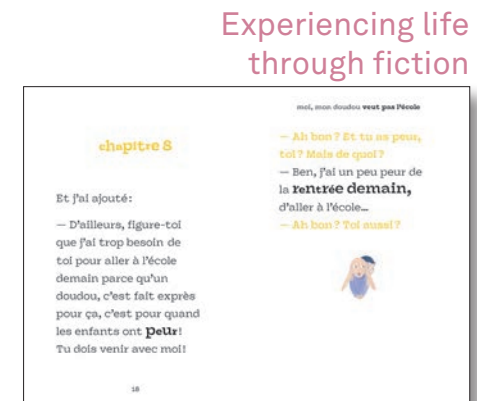 Experiencing life
through fiction
chapitre 8
Et j'ai ajouté :
— D'ailleurs, figure-toi
que j'ai trop besoin de
toi pour aller à l'école
demain parce qu'un
doudou, c'est fait exprès
pour ça, c'est pour quand
les enfants ont peur !
Tu dois venir avec moi !
18
moi, mon doudou veut pas l'école
— Ah bon ? Et tu as peur,
toi ? Mais de quoi ?
— Ben, j'ai un peu peur de
la rentrée demain,
d'aller à l'école…
— Ah bon ? Toi aussi ?